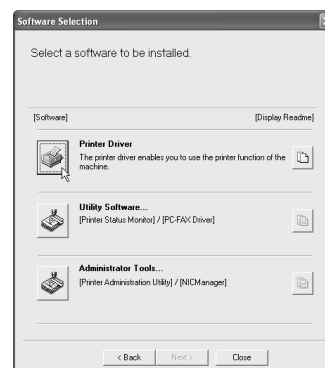 Software Selection
Select a software to be installed.
[Software] [Display Readme]
Printer Driver
The printer driver enables you to use the printer function of the
machine.
Utility Software...
[Printer Status Monitor] / [PC-FAX Driver]
Administrator Tools...
[Printer Administration Utility] / [NICManager]
< Back Next > Close